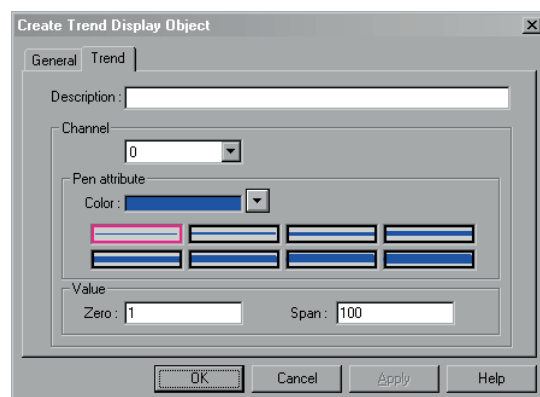 Create Trend Display Object
General Trend
Description :
Channel
0
Pen attribute
Color :
Value
Zero : 1 Span : 100
OK Cancel Apply Help